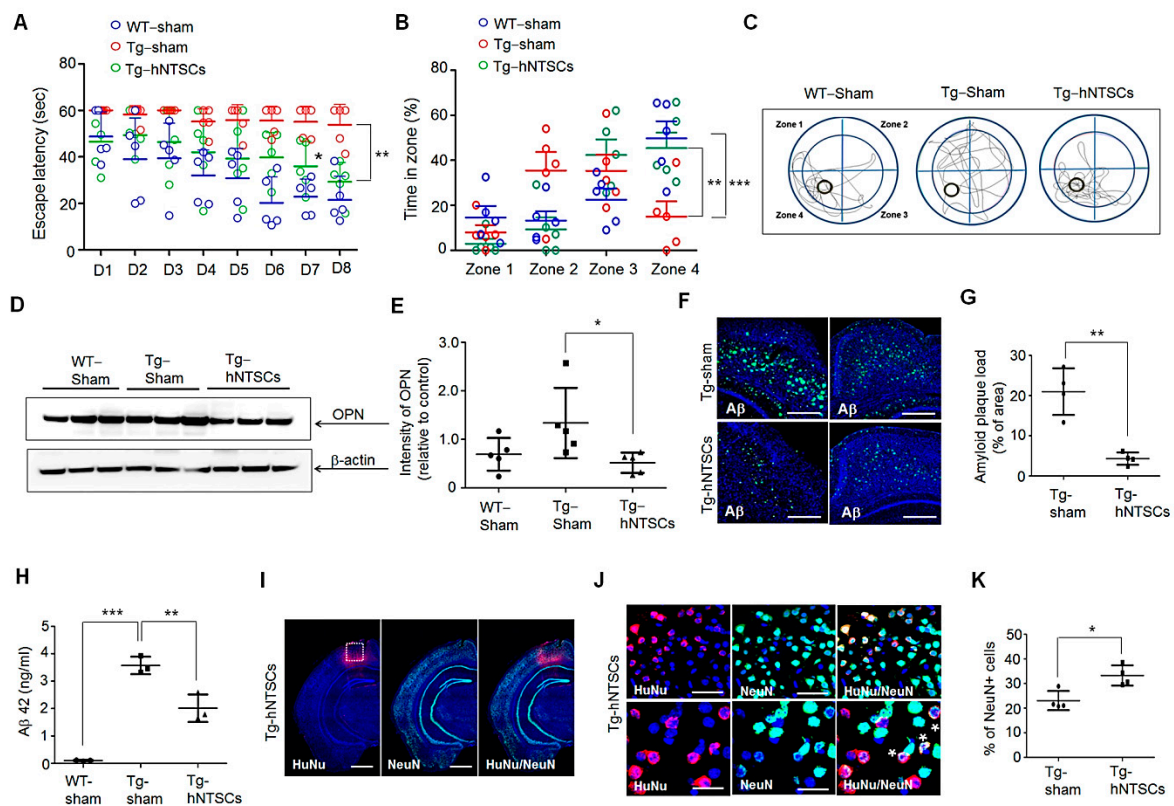 A
WT–sham
Tg–sham
Tg–hNTSCs
Escape latency (sec)
80
60
40
20
0
*
**
D1 D2 D3 D4 D5 D6 D7 D8
B
WT–sham
Tg–sham
Tg–hNTSCs
Time in zone (%)
80
60
40
20
0
** ***
Zone 1 Zone 2 Zone 3 Zone 4
C
WT–Sham Tg–Sham Tg–hNTSCs
Zone 1 Zone 2
Zone 4 Zone 3
D
WT–
Sham
Tg–
Sham
Tg–
hNTSCs
OPN
β-actin
E
Intensity of OPN
(relative to control)
3.0
2.0
1.0
0
*
WT–
Sham
Tg–
Sham
Tg–
hNTSCs
F
Tg–sham
Tg–hNTSCs
Aβ Aβ
Aβ Aβ
G
Amyloid plaque load
(% of area)
30
20
10
0
**
Tg-
sham
Tg-
hNTSCs
H
Aβ 42 (ng/ml)
5
4
3
2
1
0
*** **
WT–
sham
Tg–
sham
Tg–
hNTSCs
I
Tg–hNTSCs
HuNu NeuN HuNu/NeuN
J
Tg–hNTSCs
HuNu NeuN HuNu/NeuN
HuNu NeuN HuNu/NeuN
* * *
K
% of NeuN+ cells
50
40
30
20
10
0
*
Tg-
sham
Tg-
hNTSCs